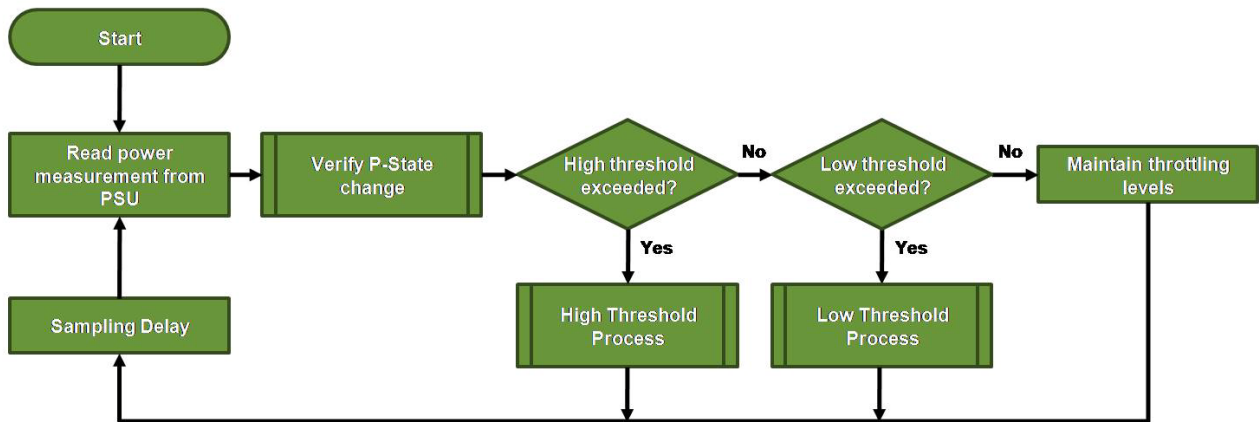 Start
Read power
measurement from
PSU
Verify P-State
change
High threshold
exceeded?
No
Low threshold
exceeded?
No
Maintain throttling
levels
Yes
Yes
Sampling Delay
High Threshold
Process
Low Threshold
Process